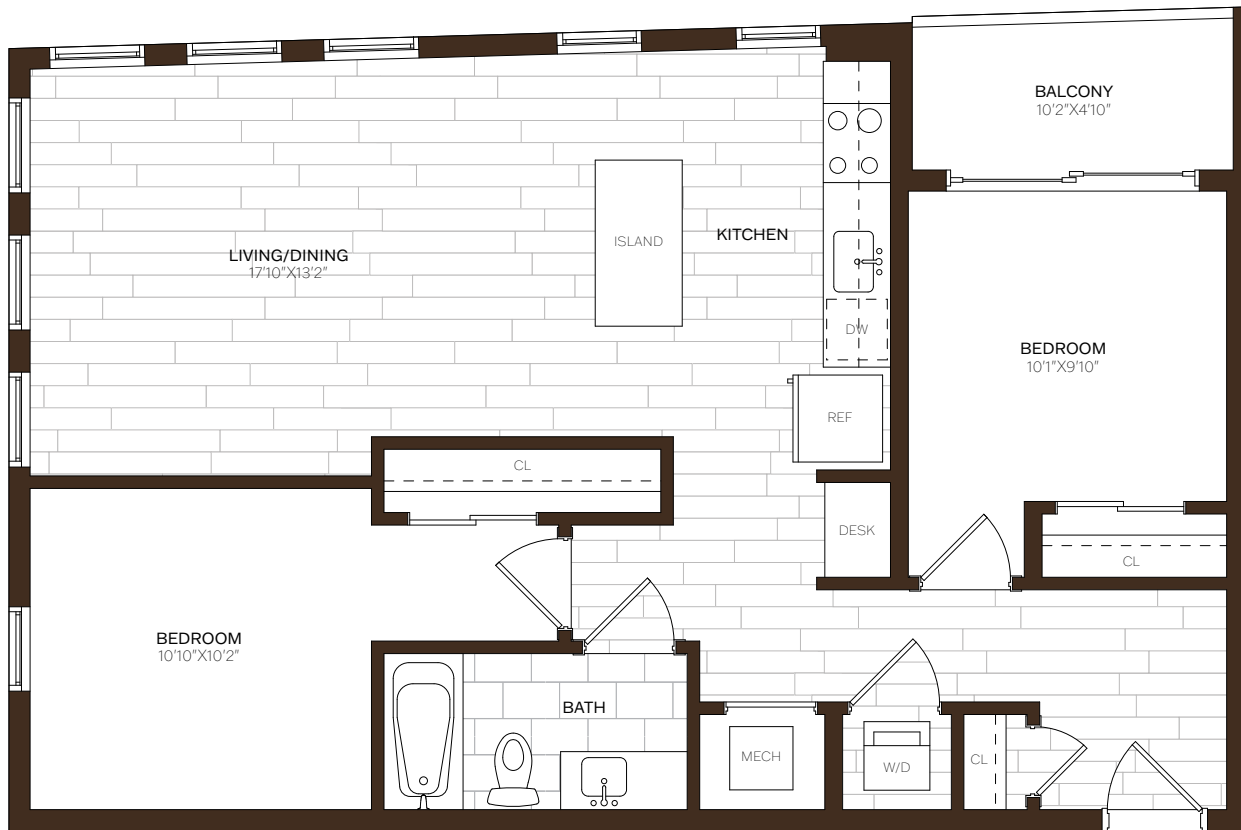 BALCONY
10'2"X4'10"
LIVING/DINING
17'10"X13'2"
ISLAND
KITCHEN
DW
BEDROOM
10'1"X9'10"
REF
CL
DESK
CL
BEDROOM
10'10"X10'2"
BATH
MECH
W/D
CL